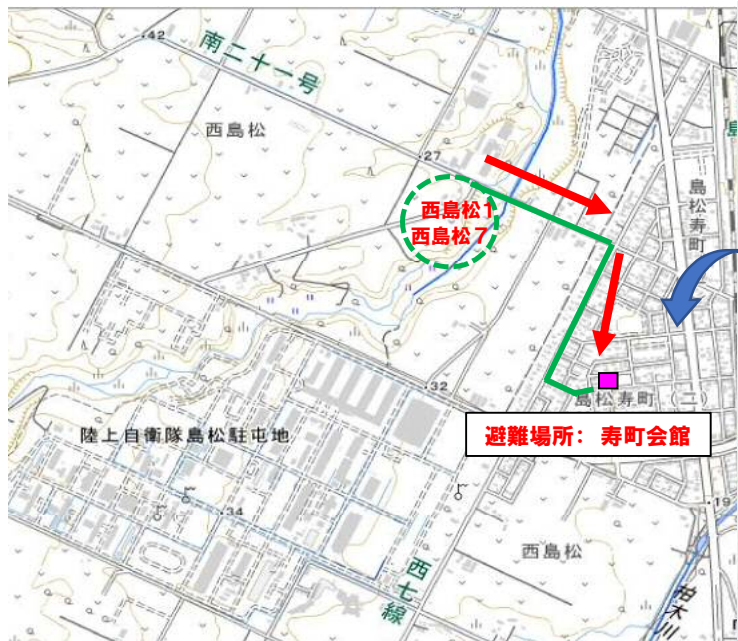 ・42
南二十一号
西島松
・27
西島松1
西島松7
島松寿町
島
・32
島松寿町(二)
避難場所： 寿町会館
陸上自衛隊島松駐屯地
・34
・19
西島松
西七線
柏木川